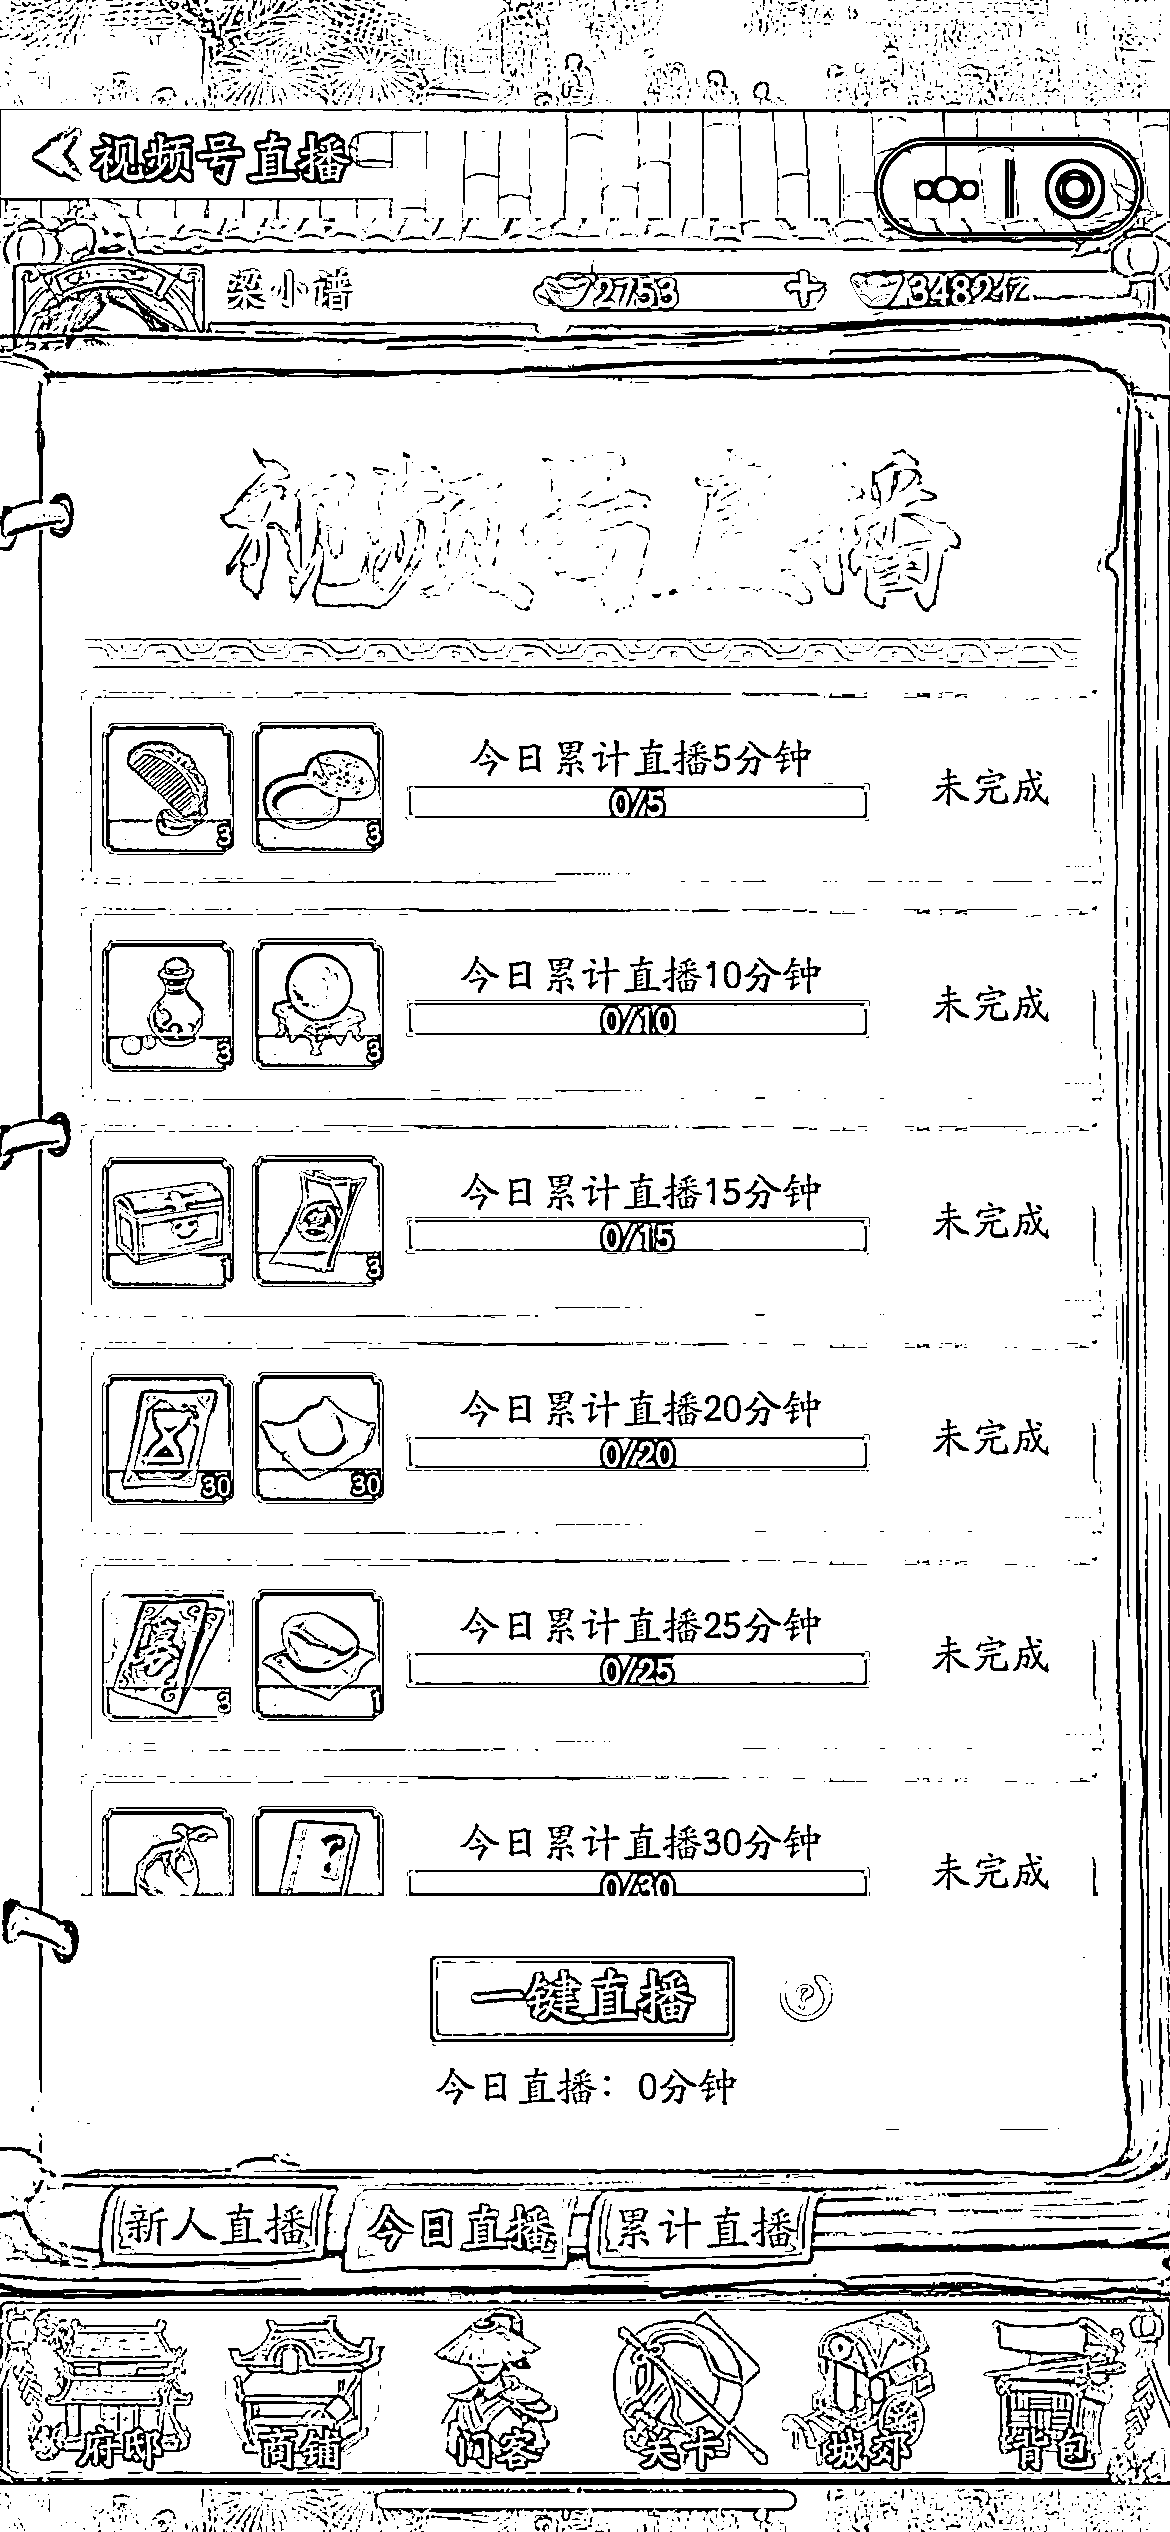 视频号直播
梁小谱 2753 348217
视频号直播
今日累计直播5分钟
0/5
未完成
3 3
今日累计直播10分钟
0/10
未完成
3 3
今日累计直播15分钟
0/15
未完成
1 3
今日累计直播20分钟
0/20
未完成
30 30
今日累计直播25分钟
0/25
未完成
3 1
今日累计直播30分钟
0/30
未完成
?
一键直播 ?
今日直播：0分钟
新人直播 今日直播 累计直播
府邸 商铺 门客 关卡 城郊 背包